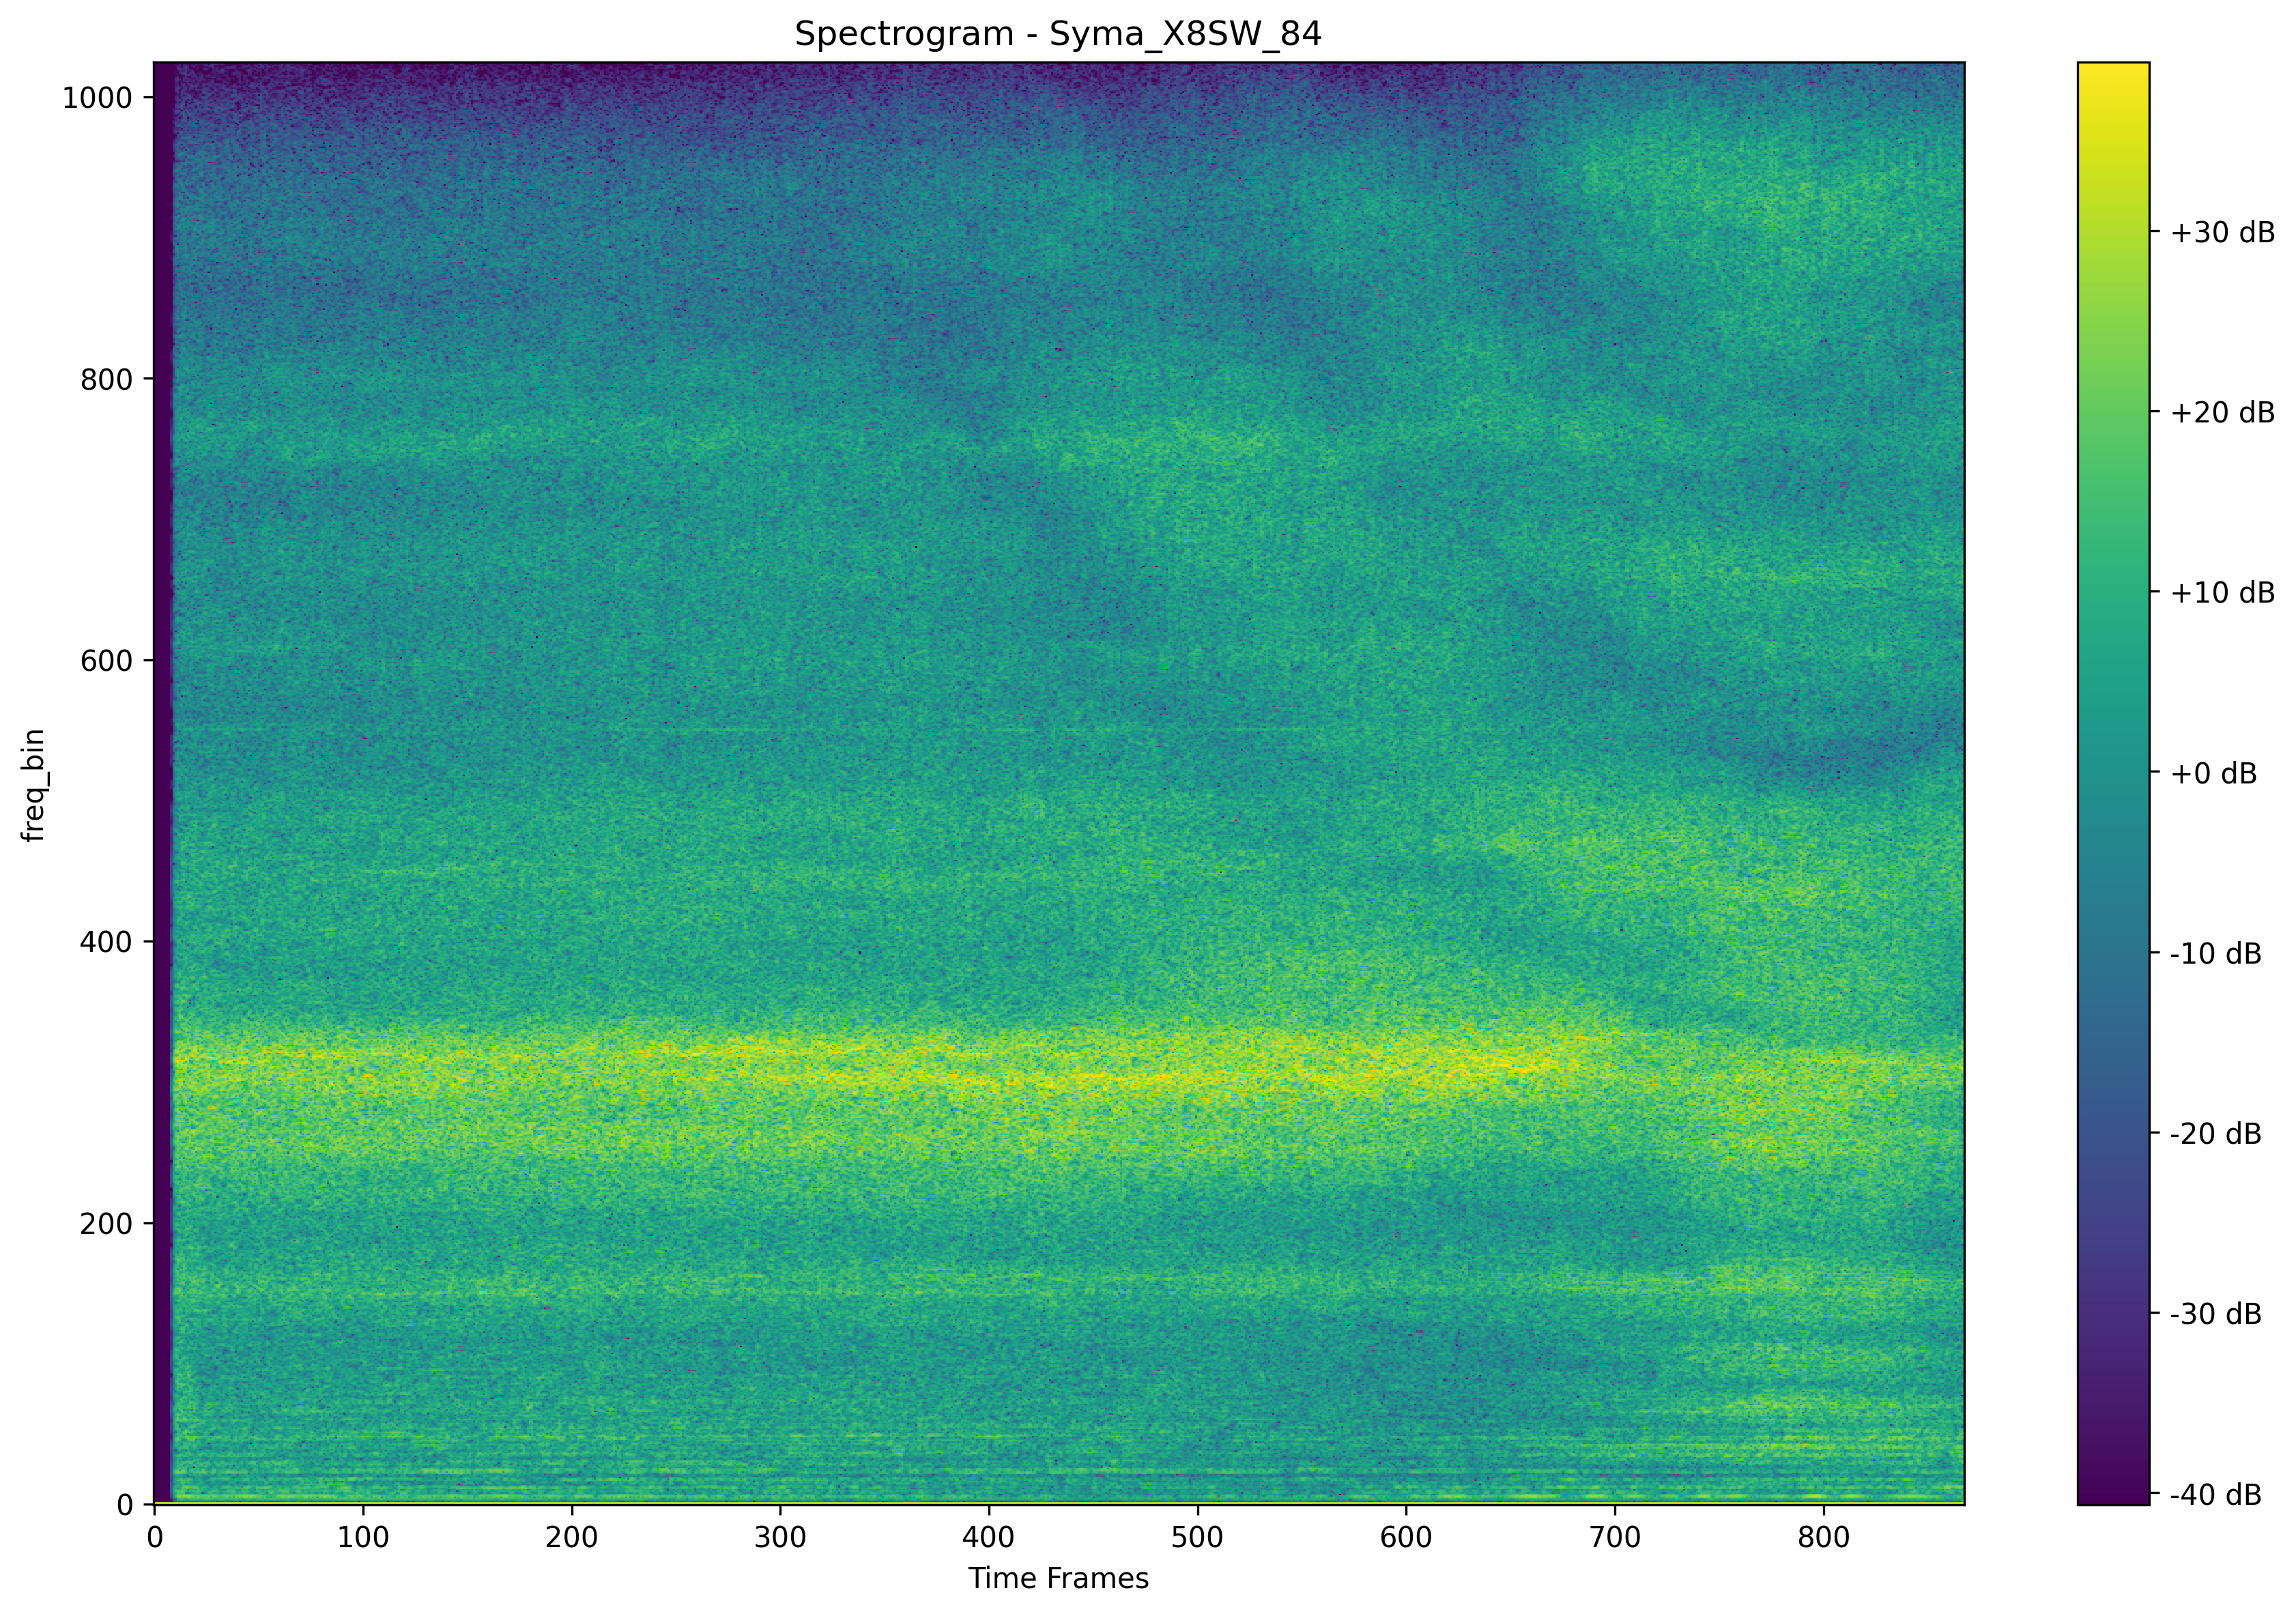 Spectrogram - Syma_X8SW_84
1000
800
600
400
200
0
freq_bin
0 100 200 300 400 500 600 700 800
Time Frames
+30 dB
+20 dB
+10 dB
+0 dB
-10 dB
-20 dB
-30 dB
-40 dB